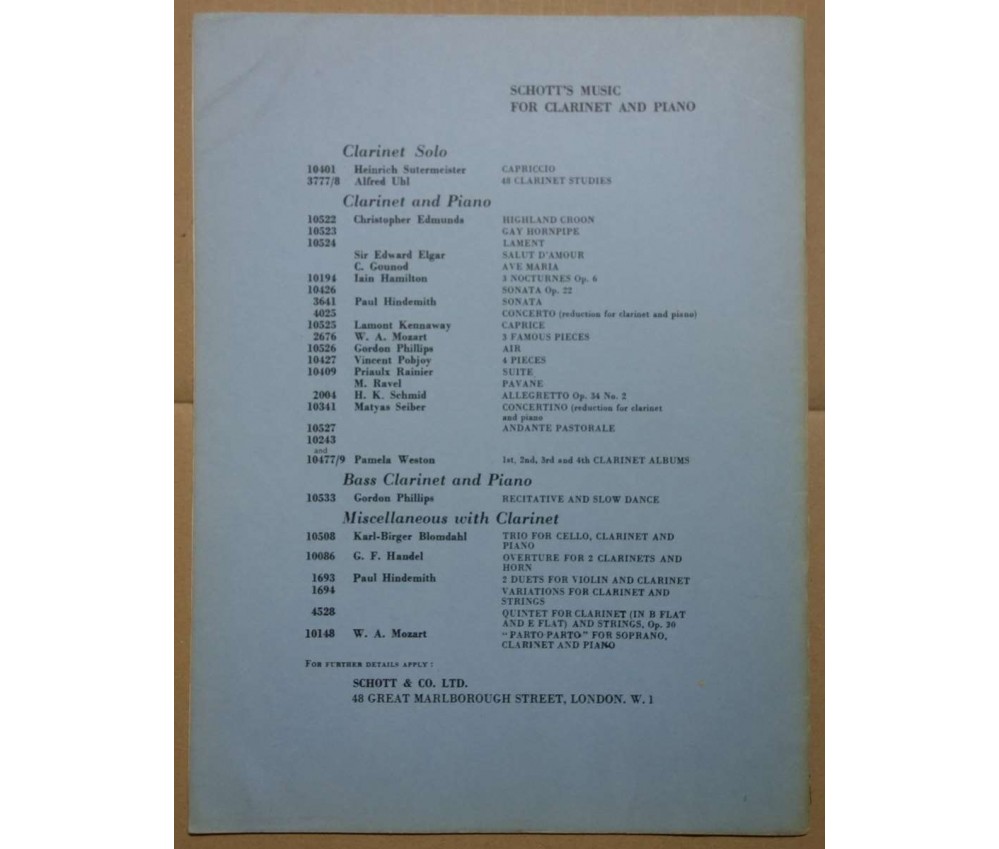 SCHOTT'S MUSIC
FOR CLARINET AND PIANO
Clarinet Solo
10401 Heinrich Sutermeister CAPRICCIO
3777/8 Alfred Uhl 48 CLARINET STUDIES
Clarinet and Piano
10522 Christopher Edmunds HIGHLAND CROON
10523 GAY HORNPIPE
10524 LAMENT
Sir Edward Elgar SALUT D'AMOUR
C. Gounod AVE MARIA
10194 Iain Hamilton 3 NOCTURNES Op. 6
10426 SONATA Op. 22
3641 Paul Hindemith SONATA
4025 CONCERTO (reduction for clarinet and piano)
10525 Lamont Kennaway CAPRICE
2676 W. A. Mozart 3 FAMOUS PIECES
10526 Gordon Phillips AIR
10427 Vincent Pobjoy 4 PIECES
10409 Priaulx Rainier SUITE
M. Ravel PAVANE
2004 H. K. Schmid ALLEGRETTO Op. 34 No. 2
10341 Matyas Seiber CONCERTINO (reduction for clarinet
and piano
10527 ANDANTE PASTORALE
10243
and
10477/9 Pamela Weston 1st, 2nd, 3rd and 4th CLARINET ALBUMS
Bass Clarinet and Piano
10533 Gordon Phillips RECITATIVE AND SLOW DANCE
Miscellaneous with Clarinet
10508 Karl-Birger Blomdahl TRIO FOR CELLO, CLARINET AND
PIANO
10086 G. F. Handel OVERTURE FOR 2 CLARINETS AND
HORN
1693 Paul Hindemith 2 DUETS FOR VIOLIN AND CLARINET
1694 VARIATIONS FOR CLARINET AND
STRINGS
4528 QUINTET FOR CLARINET (IN B FLAT
AND E FLAT) AND STRINGS, Op. 30
10148 W. A. Mozart "PARTO-PARTO" FOR SOPRANO,
CLARINET AND PIANO
FOR FURTHER DETAILS APPLY :
SCHOTT & CO. LTD.
48 GREAT MARLBOROUGH STREET, LONDON. W. 1